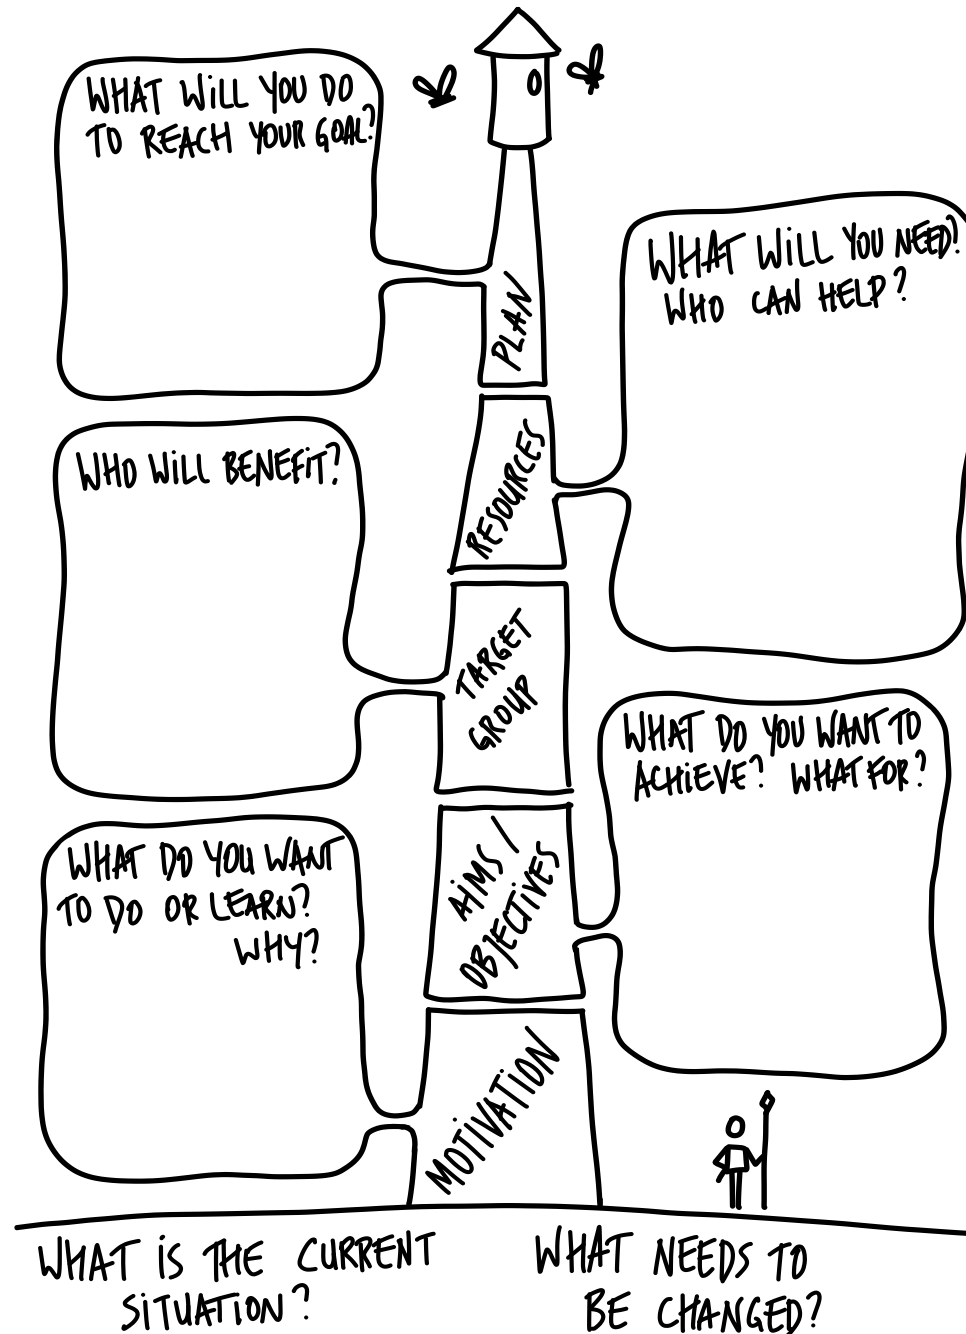 WHAT WiLL YOU DO
TO REACH YOUR GOAL?
PLAN
WHAT WiLL YOU NEED?
WHO CAN HELP?
RESOURCES
WHO WiLL BENEFiT?
TARGET
GROUP
WHAT DO YOU WANT TO
ACHiEVE? WHAT FOR?
AiMS /
OBJECTiVES
WHAT DO YOU WANT
TO DO OR LEARN?
WHY?
MOTiVATiON
WHAT iS THE CURRENT
SiTUATiON?
WHAT NEEDS TO
BE CHANGED?